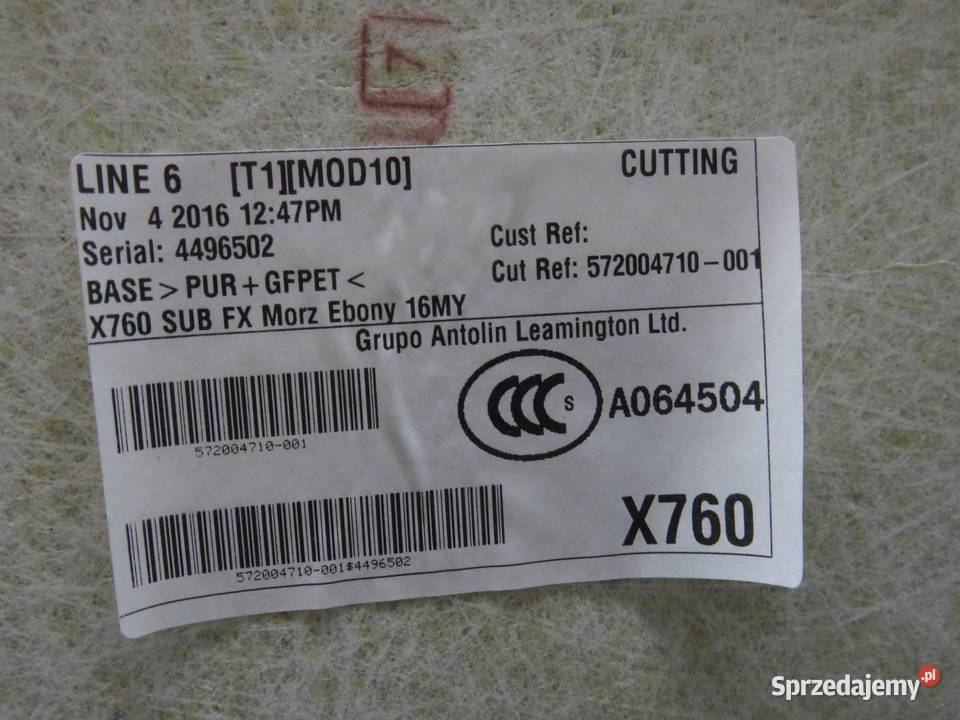 LINE 6 [T1][MOD10] CUTTING
Nov 4 2016 12:47PM
Serial: 4496502
Cust Ref:
BASE > PUR + GFPET <
Cut Ref: 572004710-001
X760 SUB FX Morz Ebony 16MY
Grupo Antolin Leamington Ltd.
CCC S A064504
572004710-001
X760
572004710-001$4496502
Sprzedajemy.pl